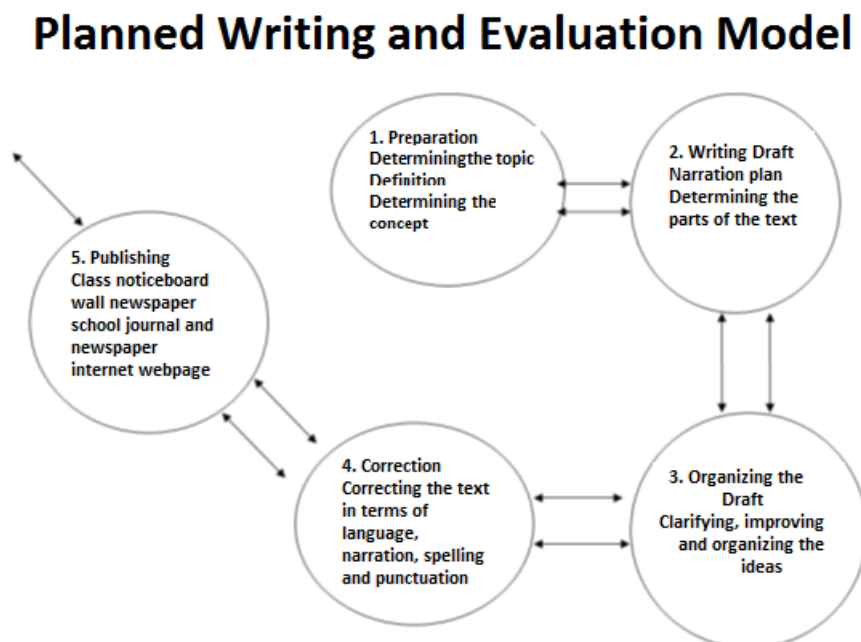 Planned Writing and Evaluation Model
1. Preparation
Determiningthe topic
Definition
Determining the
concept
2. Writing Draft
Narration plan
Determining the
parts of the text
3. Organizing the
Draft
Clarifying, improving
and organizing the
ideas
4. Correction
Correcting the text
in terms of
language,
narration, spelling
and punctuation
5. Publishing
Class noticeboard
wall newspaper
school journal and
newspaper
internet webpage